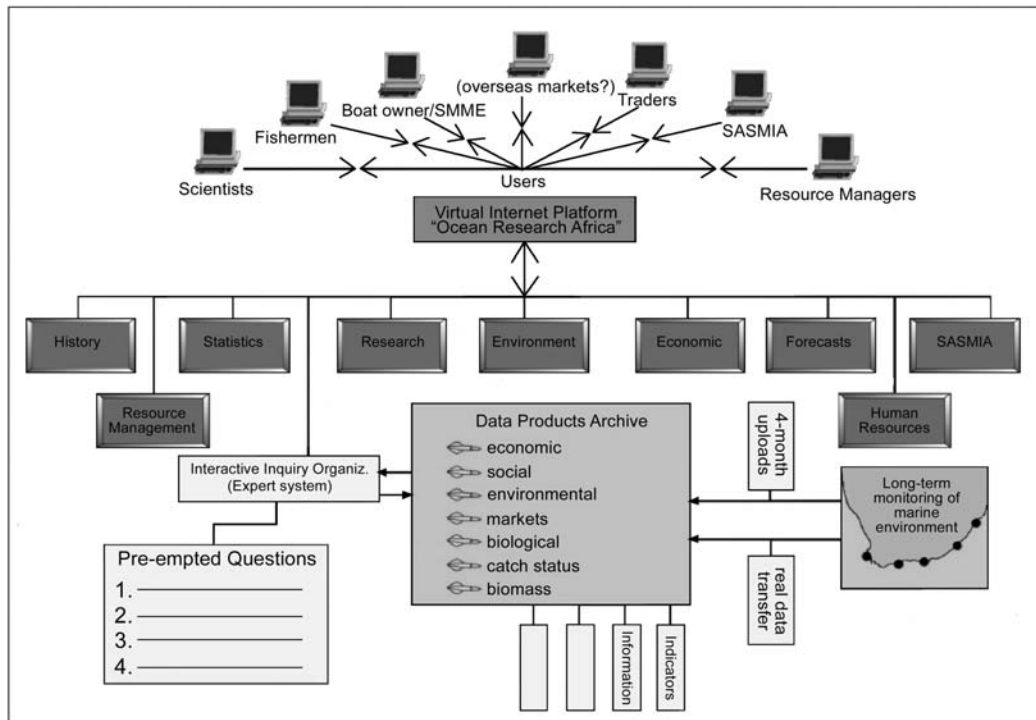 (overseas markets?)
Boat owner/SMME
Traders
Fishermen
SASMIA
Scientists
Users
Resource Managers
Virtual Internet Platform
“Ocean Research Africa”
History
Statistics
Research
Environment
Economic
Forecasts
SASMIA
Resource
Management
Human
Resources
Interactive Inquiry Organiz.
(Expert system)
Pre-empted Questions
1.
2.
3.
4.
Data Products Archive
economic
social
environmental
markets
biological
catch status
biomass
Information
Indicators
4-month
uploads
real data
transfer
Long-term
monitoring of
marine
environment